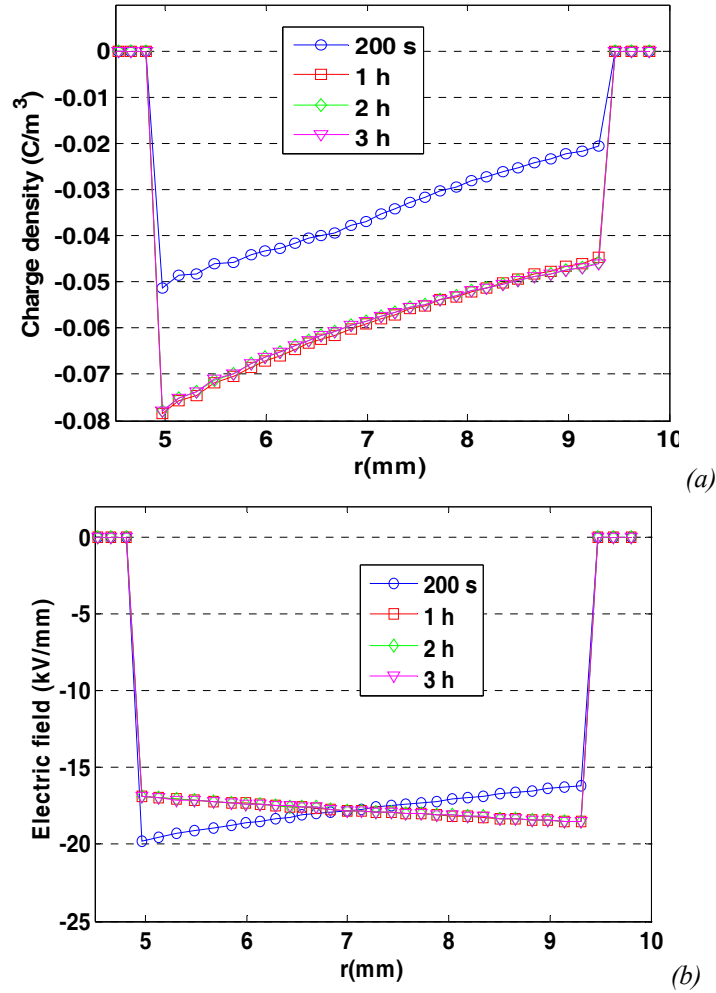 0
-0.01
-0.02
-0.03
-0.04
-0.05
-0.06
-0.07
-0.08
Charge density (C/m³)
200 s
1 h
2 h
3 h
5 6 7 8 9 10
r(mm)
(a)
0
-5
-10
-15
-20
-25
Electric field (kV/mm)
200 s
1 h
2 h
3 h
5 6 7 8 9 10
r(mm)
(b)